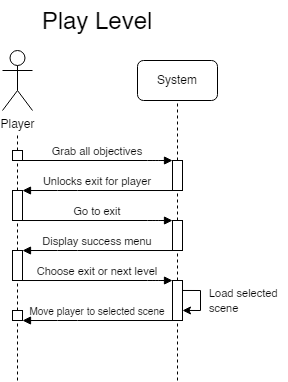 Play Level
System
Player
Grab all objectives
Unlocks exit for player
Go to exit
Display success menu
Choose exit or next level
Load selected
scene
Move player to selected scene